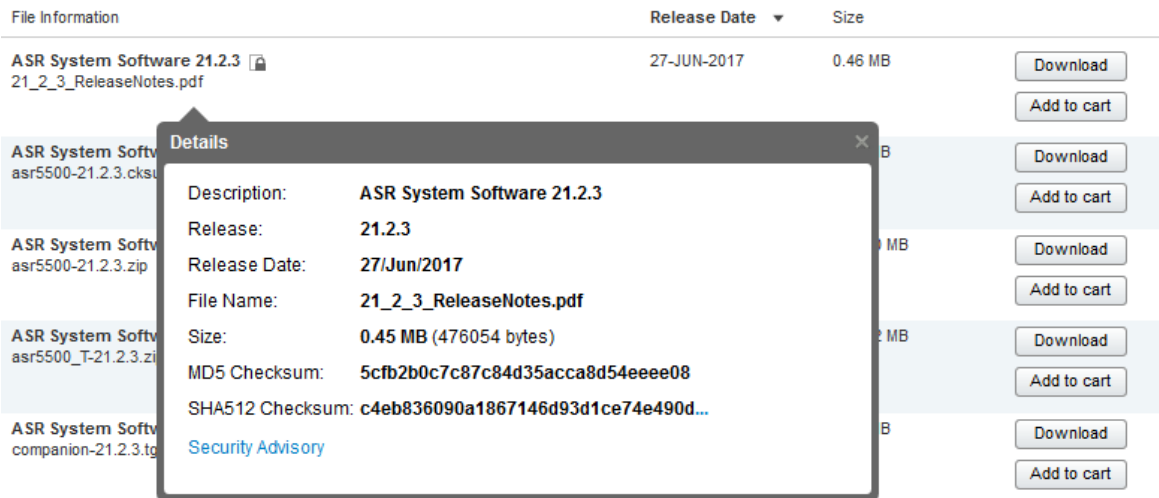 File Information Release Date Size
ASR System Software 21.2.3 27-JUN-2017 0.46 MB Download
21_2_3_ReleaseNotes.pdf
Add to cart
Details
ASR System Softw B Download
asr5500-21.2.3.cksu
Description: ASR System Software 21.2.3
Add to cart
Release: 21.2.3
ASR System Softw MB Download
asr5500-21.2.3.zip Release Date: 27/Jun/2017
File Name: 21_2_3_ReleaseNotes.pdf Add to cart
ASR System Softw Size: 0.45 MB (476054 bytes) MB Download
asr5500_T-21.2.3.zi
MD5 Checksum: 5cfb2b0c7c87c84d35acca8d54eeee08 Add to cart
SHA512 Checksum: c4eb836090a1867146d93d1ce74e490d...
ASR System Softw B Download
companion-21.2.3.tg Security Advisory
Add to cart